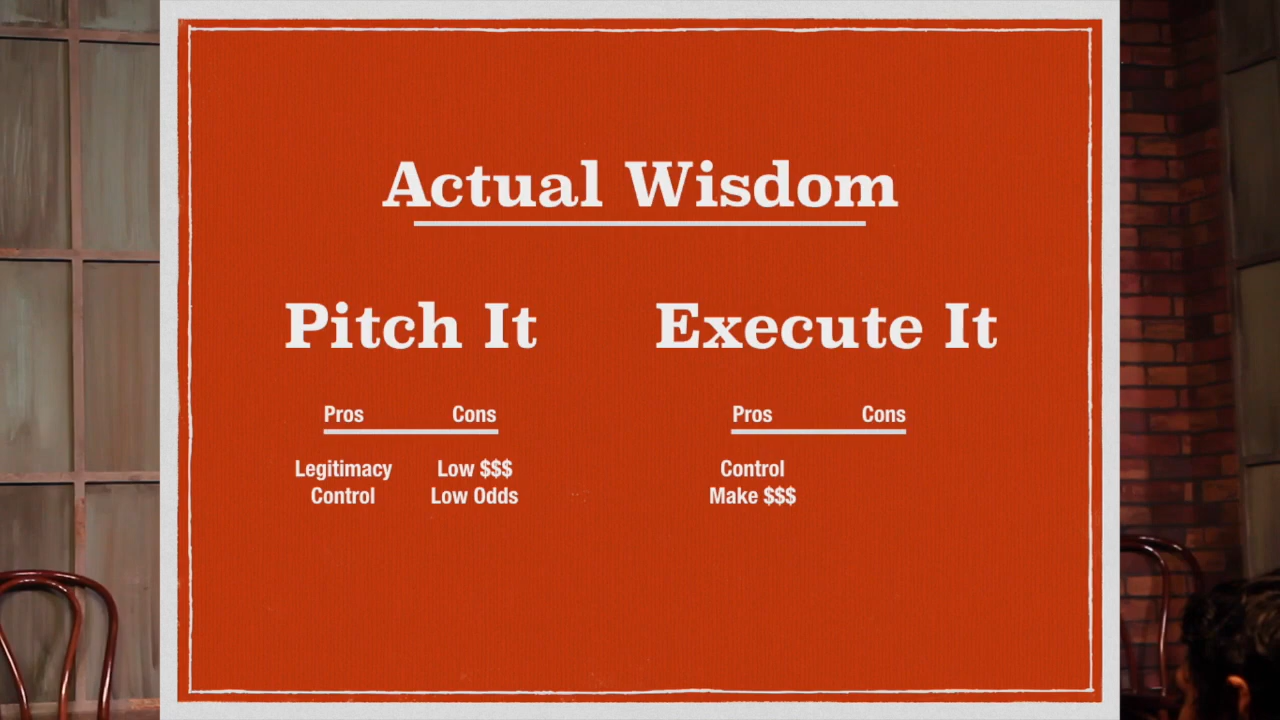 Actual Wisdom
Pitch It
Execute It
Pros Cons
Legitimacy Low $$$
Control Low Odds
Pros Cons
Control
Make $$$